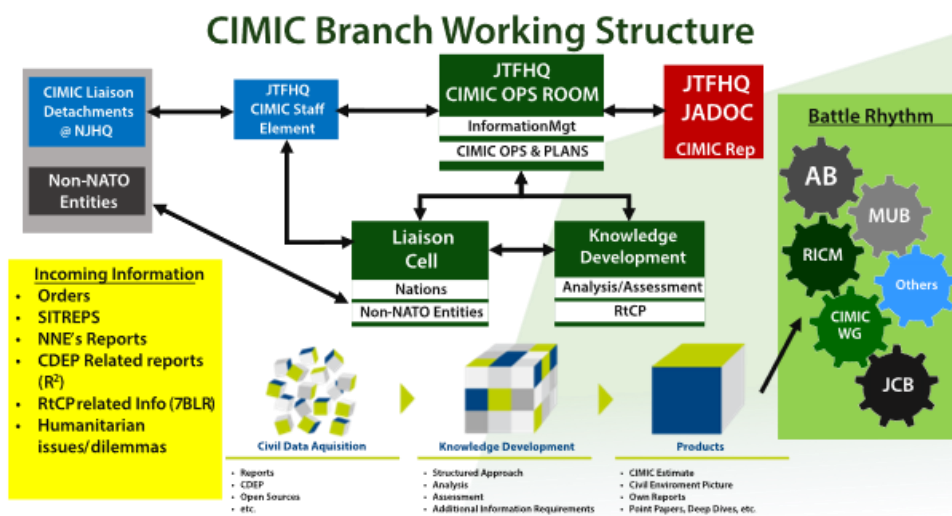 CIMIC Branch Working Structure
CIMIC Liaison
Detachments
@ NJHQ
Non-NATO
Entities
JTFHQ
CIMIC Staff
Element
JTFHQ
CIMIC OPS ROOM
InformationMgt
CIMIC OPS & PLANS
JTFHQ
JADOC
CIMIC Rep
Liaison
Cell
Nations
Non-NATO Entities
Knowledge
Development
Analysis/Assessment
RtCP
Battle Rhythm
AB
MUB
RICM
Others
CIMIC
WG
JCB
Incoming Information
• Orders
• SITREPS
• NNE's Reports
• CDEP Related reports
(R²)
• RtCPrelated Info (7BLR)
• Humanitarian
issues/dilemmas
Civil Data Aquisition
• Reports
• CDEP
• Open Sources
• etc.
Knowledge Development
• Structured Approach
• Analysis
• Assessment
• Additional Information Requirements
Products
• CIMIC Estimate
• Civil Enviroment Picture
• Own Reports
• Point Papers, Deep Dives, etc.